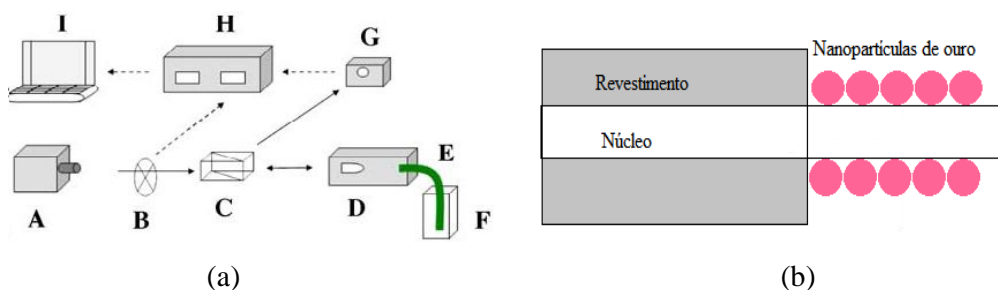 I
H
G
A
B
C
D
E
F
(a)
Nanopartículas de ouro
Revestimento
Núcleo
(b)